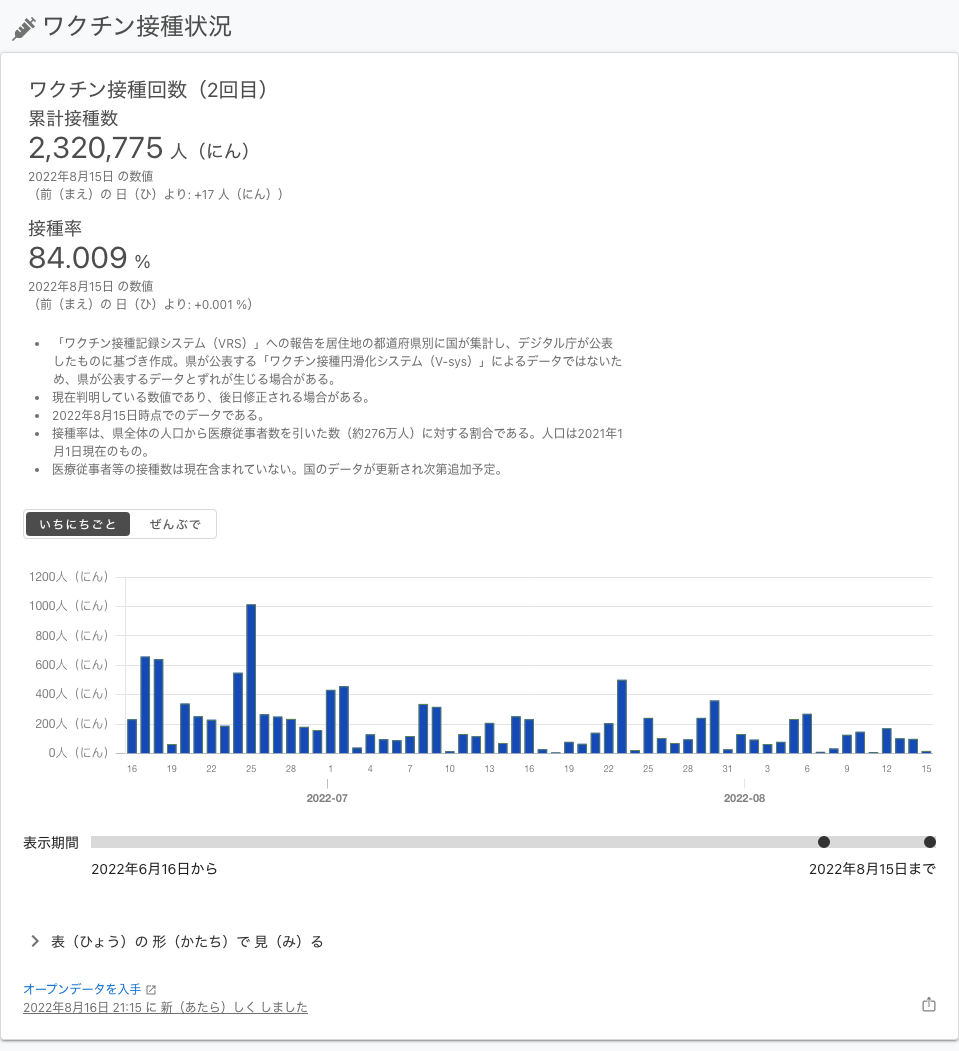 ワクチン接種状況
ワクチン接種回数（2回目）
累計接種数
2,320,775 人（にん）
2022年8月15日 の数値
（前（まえ）の 日（ひ）より: +17 人（にん））
接種率
84.009 %
2022年8月15日 の数値
（前（まえ）の 日（ひ）より: +0.001 %）
• 「ワクチン接種記録システム（VRS）」への報告を居住地の都道府県別に国が集計し、デジタル庁が公表
したものに基づき作成。県が公表する「ワクチン接種円滑化システム（V-sys）」によるデータではないた
め、県が公表するデータとずれが生じる場合がある。
• 現在判明している数値であり、後日修正される場合がある。
• 2022年8月15日時点でのデータである。
• 接種率は、県全体の人口から医療従事者数を引いた数（約276万人）に対する割合である。人口は2021年1
月1日現在のもの。
• 医療従事者等の接種数は現在含まれていない。国のデータが更新され次第追加予定。
いちにちごと ぜんぶで
1200人（にん）
1000人（にん）
800人（にん）
600人（にん）
400人（にん）
200人（にん）
0人（にん）
16 19 22 25 28 1 4 7 10 13 16 19 22 25 28 31 3 6 9 12 15
2022-07 2022-08
表示期間
2022年6月16日から 2022年8月15日まで
表（ひょう）の 形（かたち）で 見（み）る
オープンデータを入手
2022年8月16日 21:15 に 新（あたら）しく しました